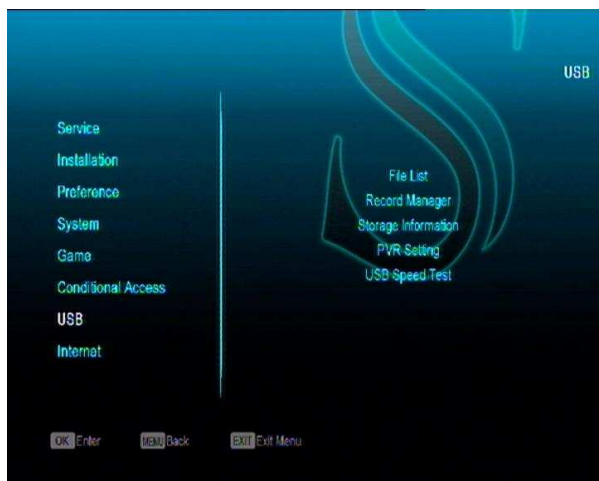 USB
Service
Installation
Preference
System
Game
Conditional Access
USB
Internet
File List
Record Manager
Storage Information
PVR Setting
USB Speed Test
OK Enter
MENU Back
EXIT Exit Menu